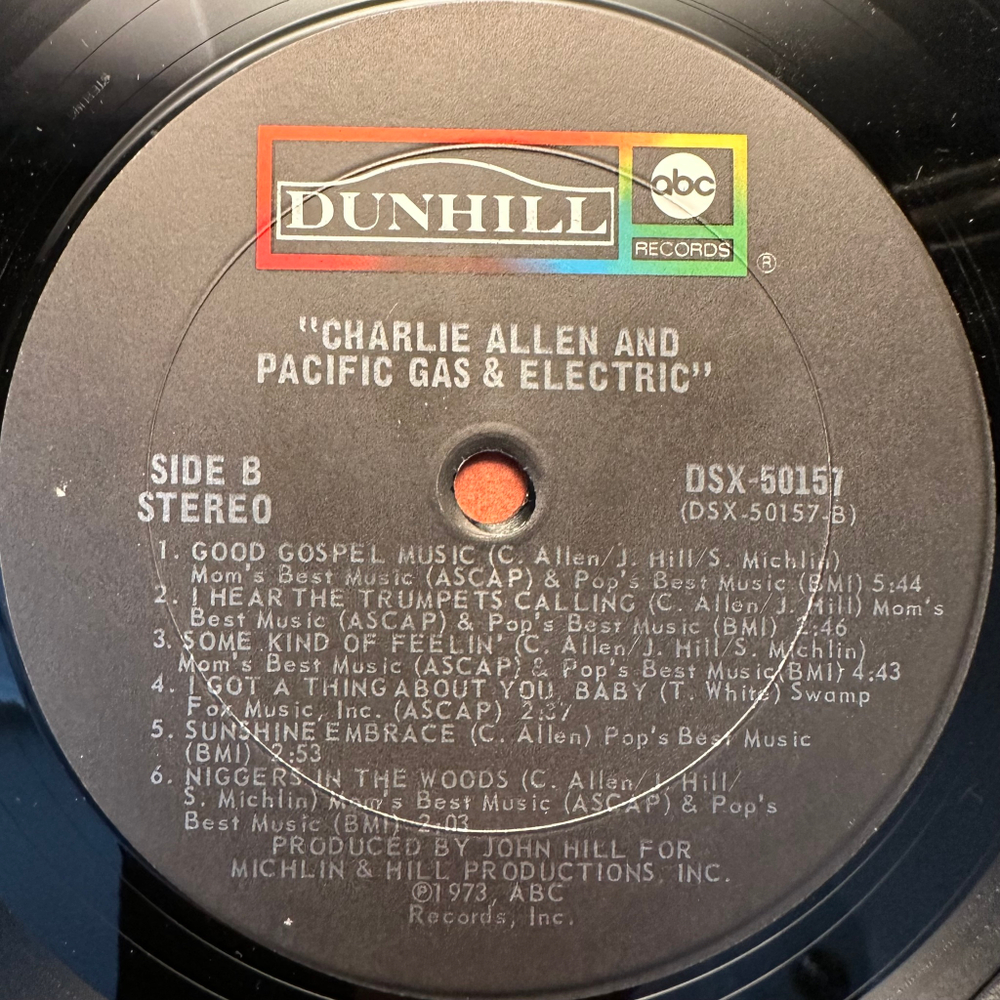 DUNHILL
abc
RECORDS
®
"CHARLIE ALLEN AND
PACIFIC GAS & ELECTRIC"
SIDE B
STEREO
DSX-50157
(DSX-50157-B)
1. GOOD GOSPEL MUSIC (C. Allen/J. Hill/S. Michlin)
Mom's Best Music (ASCAP) & Pop's Best Music (BMI) 5:44
2. I HEAR THE TRUMPETS CALLING (C. Allen/J. Hill) Mom's
Best Music (ASCAP) & Pop's Best Music (BMI) 2:46
3. SOME KIND OF FEELIN' (C. Allen/J. Hill/S. Michlin)
Mom's Best Music (ASCAP) & Pop's Best Music (BMI) 4:43
4. I GOT A THING ABOUT YOU, BABY (T. White) Swamp
Fox Music, Inc. (ASCAP) 2:37
5. SUNSHINE EMBRACE (C. Allen) Pop's Best Music
(BMI) 2:53
6. NIGGERS IN THE WOODS (C. Allen/J. Hill/
S. Michlin) Mom's Best Music (ASCAP) & Pop's
Best Music (BMI) 2:03
PRODUCED BY JOHN HILL FOR
MICHLIN & HILL PRODUCTIONS, INC.
℗1973, ABC
Records, Inc.